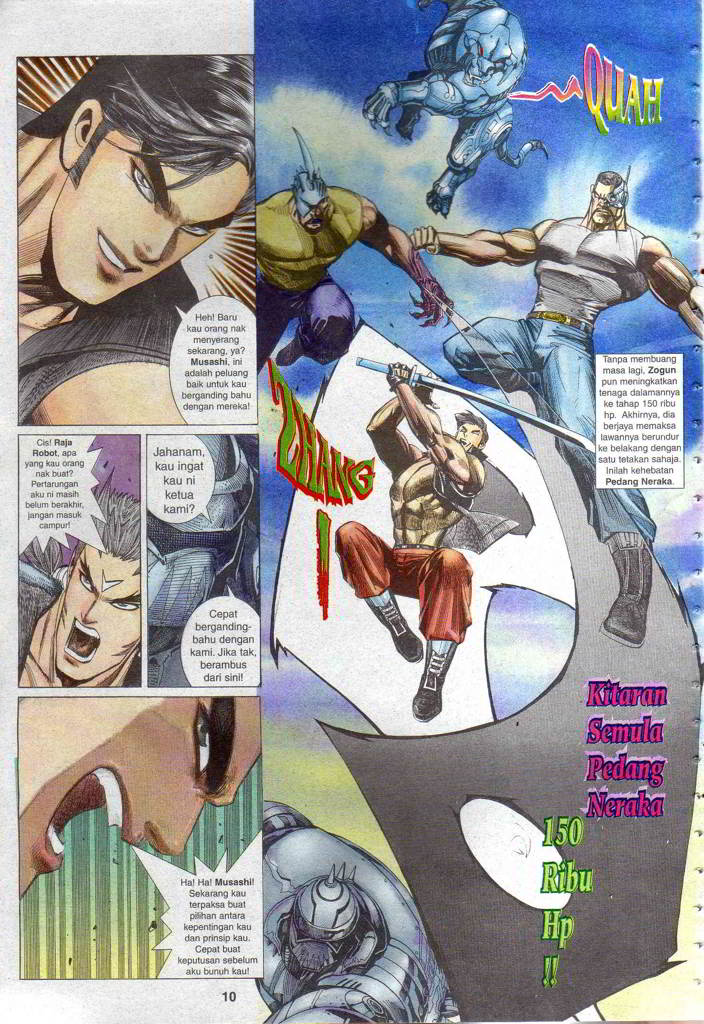 QUAH
Heh! Baru
kau orang nak
menyerang
sekarang, ya?
Musashi, ini
adalah peluang
baik untuk kau
berganding bahu
dengan mereka!
Tanpa membuang
masa lagi, Zogun
pun meningkatkan
tenaga dalamannya
ke tahap 150 ribu
hp. Akhirnya, dia
berjaya memaksa
lawannya berundur
ke belakang dengan
satu tetakan sahaja.
Inilah kehebatan
Pedang Neraka.
ZHANG
!
Cis! Raja
Robot, apa
yang kau orang
nak buat?
Pertarungan
aku ni masih
belum berakhir,
jangan masuk
campur!
Jahanam,
kau ingat
kau ni
ketua
kami?
Cepat
berganding-
bahu dengan
kami. Jika tak,
berambus
dari sini!
Kitaran
Semula
Pedang
Neraka
150
Ribu
Hp
!!
Ha! Ha! Musashi!
Sekarang kau
terpaksa buat
pilihan antara
kepentingan kau
dan prinsip kau.
Cepat buat
keputusan sebelum
aku bunuh kau!
10